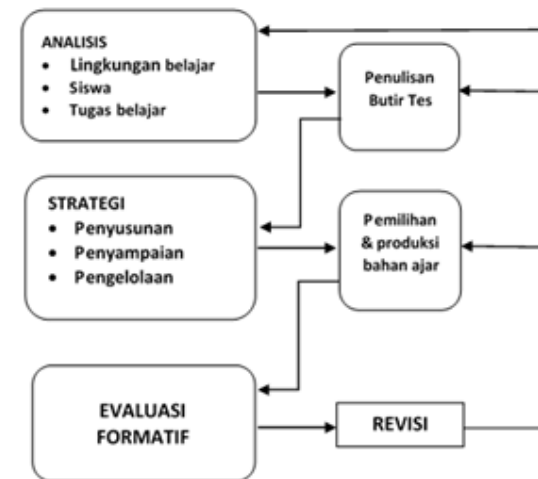 ANALISIS
• Lingkungan belajar
• Siswa
• Tugas belajar
Penulisan
Butir Tes
STRATEGI
• Penyusunan
• Penyampaian
• Pengelolaan
Pemilihan
& produksi
bahan ajar
EVALUASI
FORMATIF
REVISI